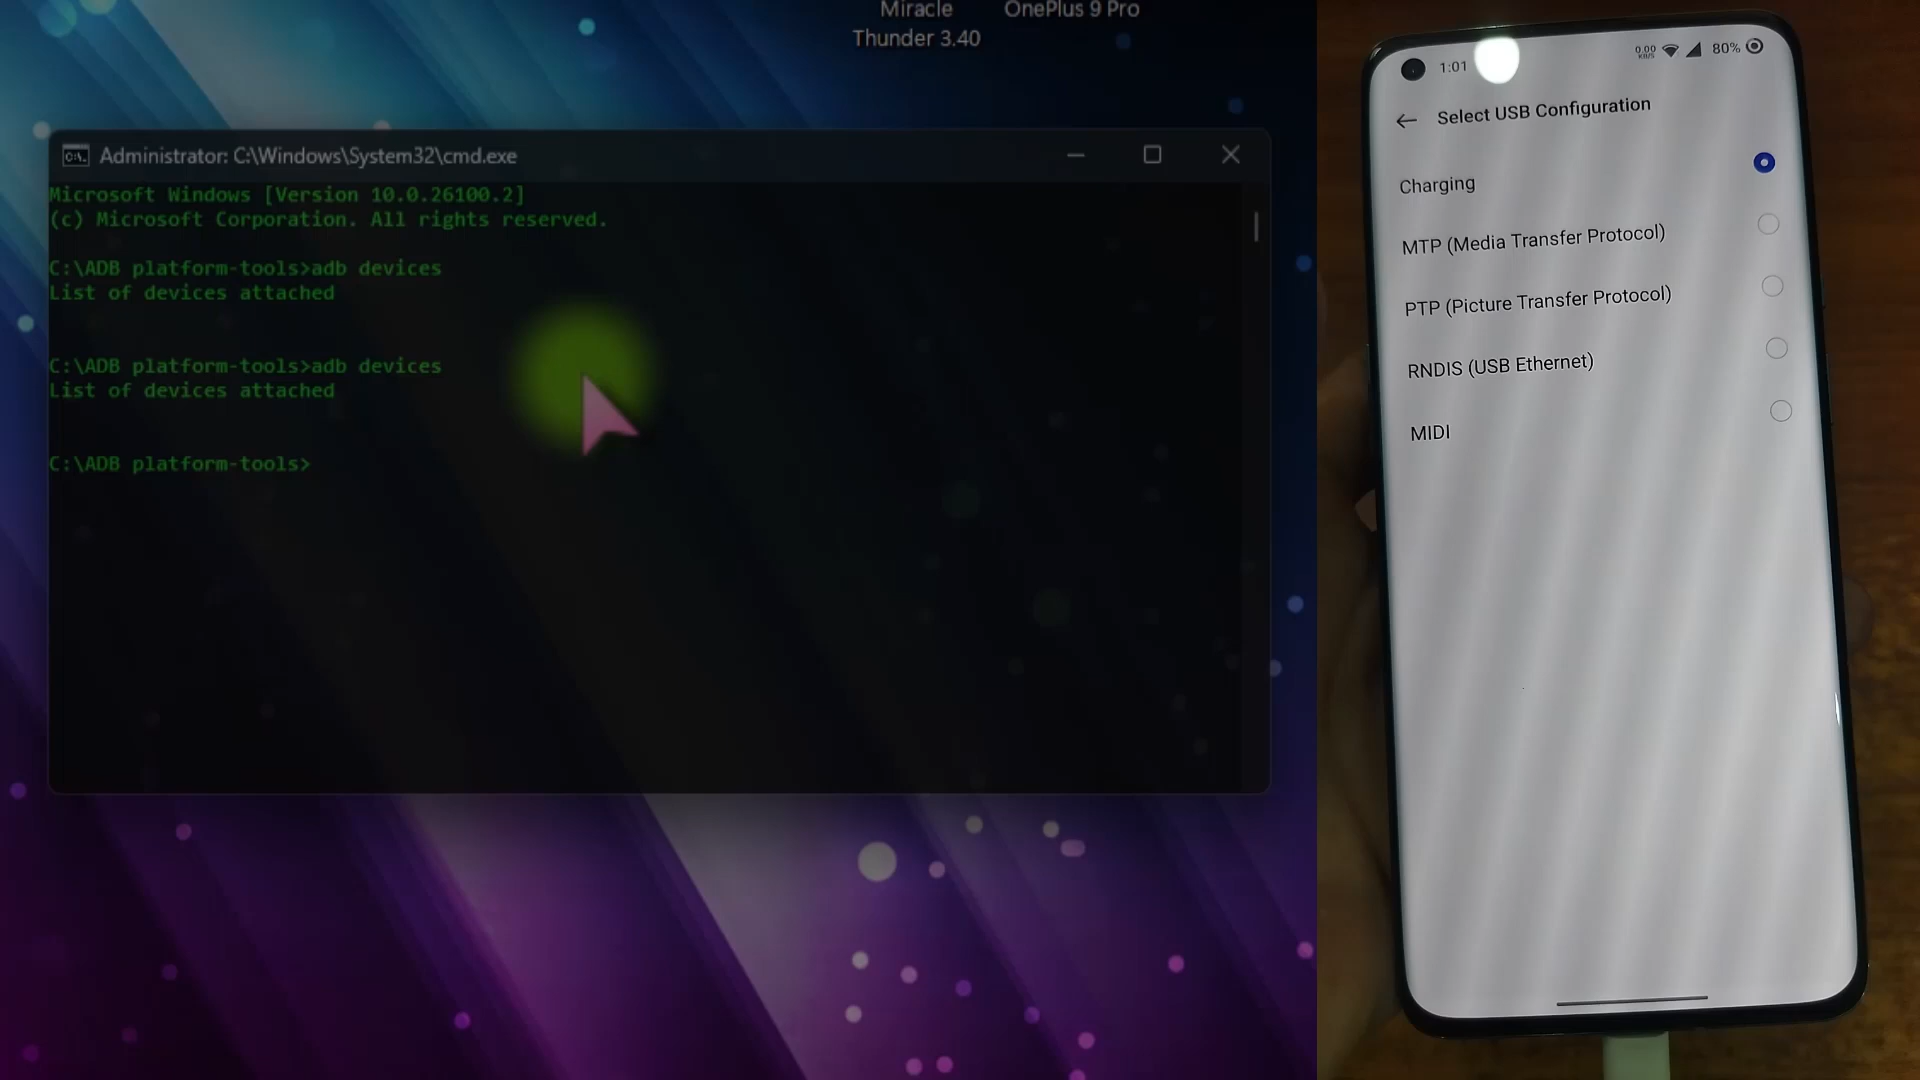 Miracle
Thunder 3.40
OnePlus 9 Pro
Administrator: C:\Windows\System32\cmd.exe
Microsoft Windows [Version 10.0.26100.2]
(c) Microsoft Corporation. All rights reserved.
C:\ADB platform-tools>adb devices
List of devices attached
C:\ADB platform-tools>adb devices
List of devices attached
C:\ADB platform-tools>
1:01
0.00
KB/S
80%
Select USB Configuration
Charging
MTP (Media Transfer Protocol)
PTP (Picture Transfer Protocol)
RNDIS (USB Ethernet)
MIDI